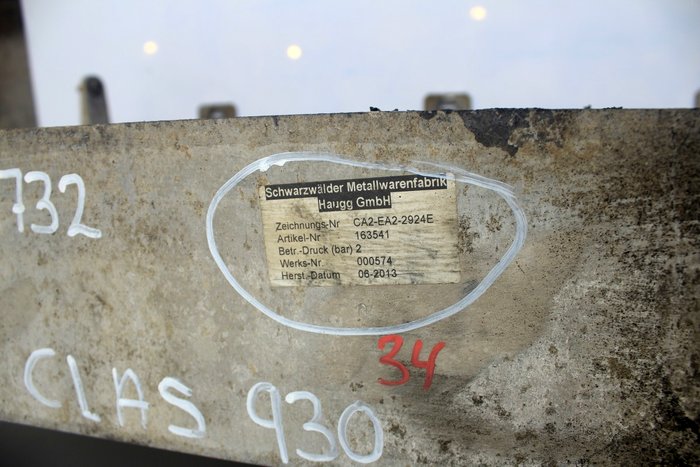 732
Schwarzwälder Metallwarenfabrik
Haugg GmbH
Zeichnungs-Nr CA2-EA2-2924E
Artikel-Nr 163541
Betr.-Druck (bar) 2
Werks-Nr. 000574
Herst.-Datum 06-2013
34
CLAS 930